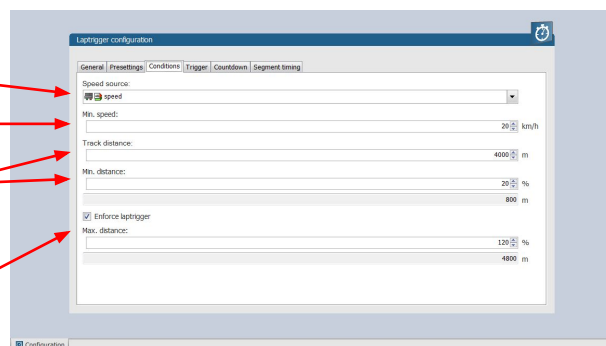 Laptrigger configuration
General Presettings Conditions Trigger Countdown Segment timing
Speed source:
speed
Min. speed:
20 km/h
Track distance:
4000 m
Min. distance:
20 %
800 m
Enforce laptrigger
Max. distance:
120 %
4800 m
Configuration